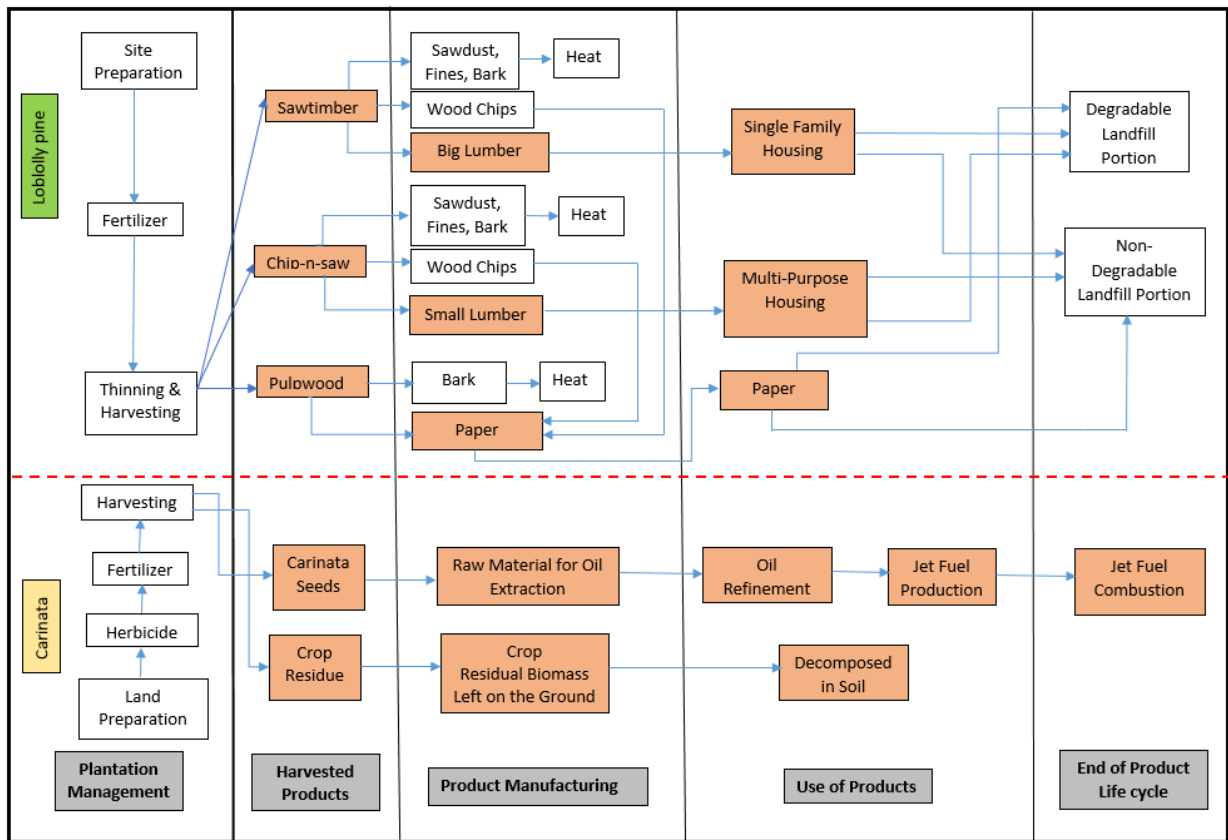 Loblolly pine
Site
Preparation
Fertilizer
Thinning &
Harvesting
Sawtimber
Chip-n-saw
Pulpwood
Sawdust,
Fines, Bark
Heat
Wood Chips
Big Lumber
Sawdust,
Fines, Bark
Heat
Wood Chips
Small Lumber
Bark
Heat
Paper
Single Family
Housing
Multi-Purpose
Housing
Paper
Degradable
Landfill
Portion
Non-
Degradable
Landfill Portion
Carinata
Harvesting
Fertilizer
Herbicide
Land
Preparation
Carinata
Seeds
Crop
Residue
Raw Material for Oil
Extraction
Crop
Residual Biomass
Left on the Ground
Oil
Refinement
Jet Fuel
Production
Decomposed
in Soil
Jet Fuel
Combustion
Plantation
Management
Harvested
Products
Product Manufacturing
Use of Products
End of Product
Life cycle